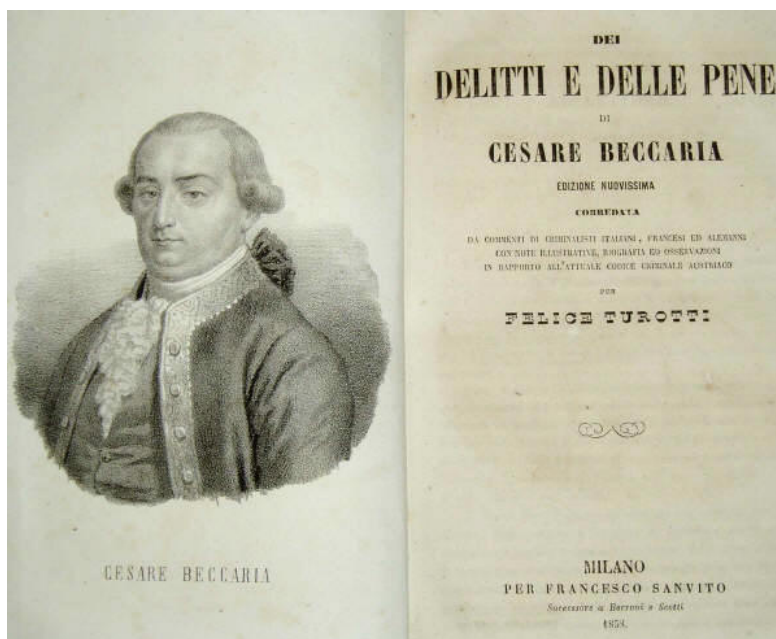 CESARE BECCARIA
DEI
DELITTI E DELLE PENE
DI
CESARE BECCARIA
EDIZIONE NUOVISSIMA
CORREDATA
DA COMMENTI DI CRIMINALISTI ITALIANI, FRANCESI ED ALEMANNI
CON NOTE ILLUSTRATIVE, BIOGRAFIA ED OSSERVAZIONI
IN RAPPORTO ALL'ATTUALE CODICE CRIMINALE AUSTRIACO
PER
FELICE TUROTTI
MILANO
PER FRANCESCO SANVITO
Successore a Borroni e Scotti